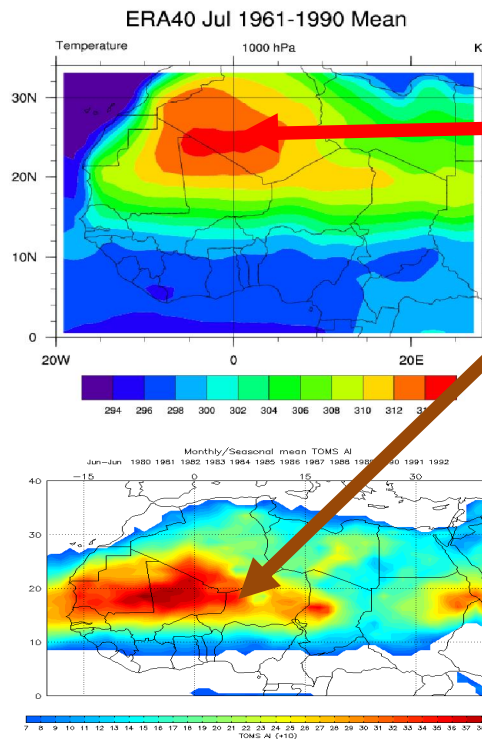 ERA40 Jul 1961-1990 Mean
Temperature 1000 hPa K
30N
20N
10N
0
20W 0 20E
294 296 298 300 302 304 306 308 310 312
Monthly/Seasonal mean TOMS AI
Jun-Jun 1980 1981 1982 1983 1984 1985 1986 1987 1988 1989 1990 1991 1992
-15 0 15 30
40
30
20
10
0
7 8 9 10 11 12 13 14 15 16 17 18 19 20 21 22 23 24 25 26 27 28 29 30 31 32 33 34 35 36 37
TOMS AI (*10)